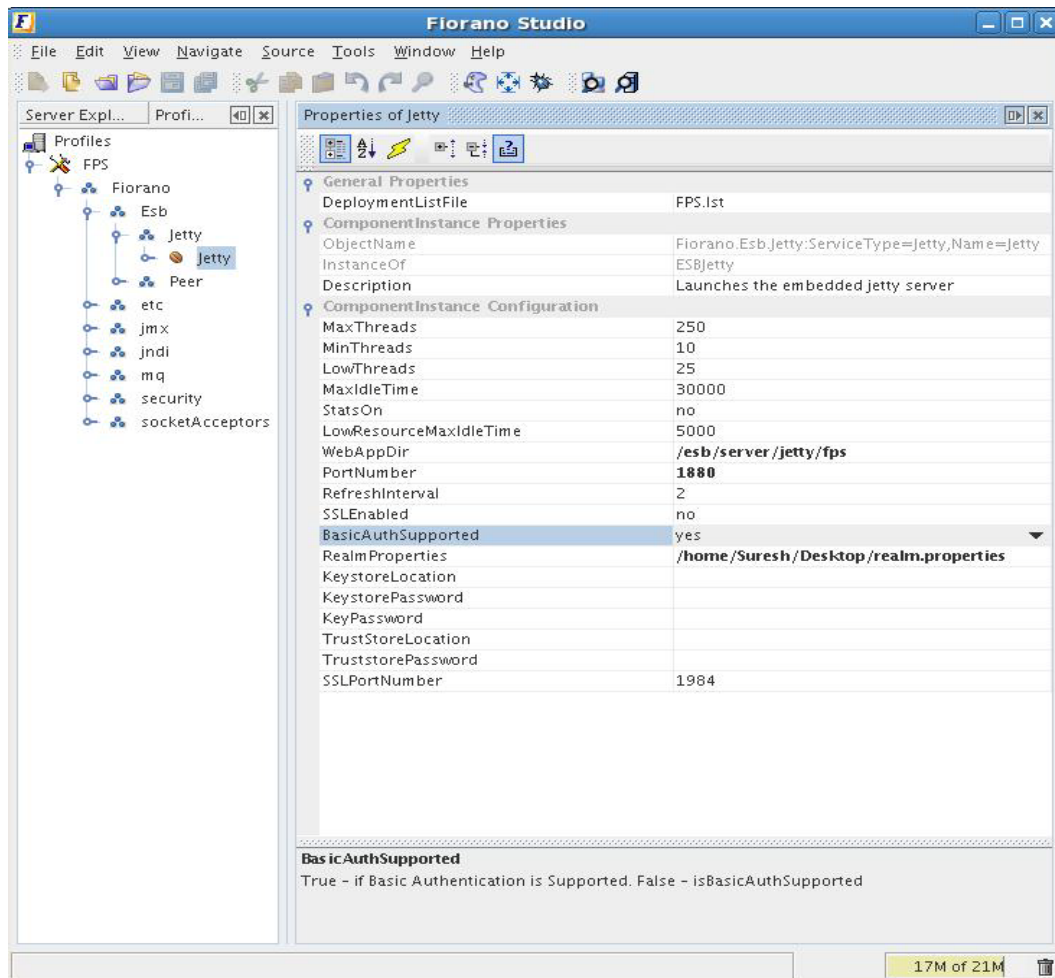 Fiorano Studio
File Edit View Navigate Source Tools Window Help
Server Expl... Profi...
Profiles
FPS
Fiorano
Esb
Jetty
Jetty
Peer
etc
jmx
jndi
mq
security
socketAcceptors
Properties of Jetty
General Properties
DeploymentListFile FPS.lst
ComponentInstance Properties
ObjectName Fiorano.Esb.Jetty:ServiceType=Jetty,Name=Jetty
InstanceOf ESBJetty
Description Launches the embedded jetty server
ComponentInstance Configuration
MaxThreads 250
MinThreads 10
LowThreads 25
MaxIdleTime 30000
StatsOn no
LowResourceMaxIdleTime 5000
WebAppDir /esb/server/jetty/fps
PortNumber 1880
RefreshInterval 2
SSLEnabled no
BasicAuthSupported yes
RealmProperties /home/Suresh/Desktop/realm.properties
KeystoreLocation
KeystorePassword
KeyPassword
TrustStoreLocation
TruststorePassword
SSLPortNumber 1984
BasicAuthSupported
True - if Basic Authentication is Supported. False - isBasicAuthSupported
17M of 21M